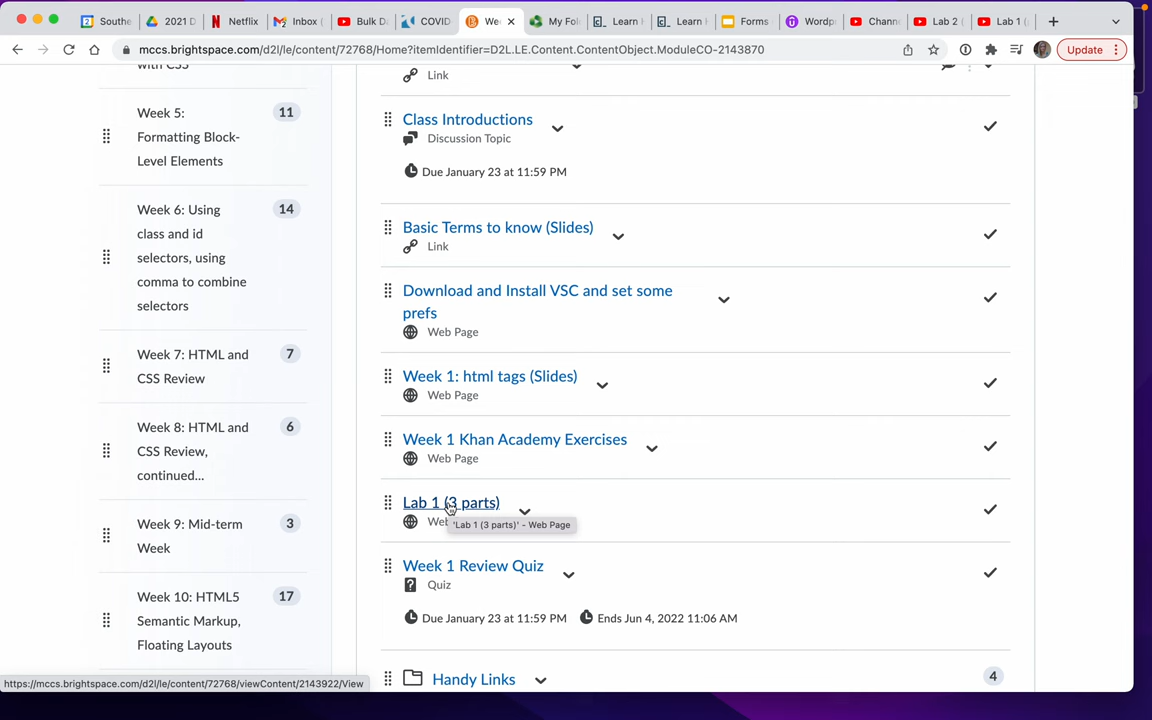 Southe
2021 D
Netflix
Inbox (
Bulk Du
COVID
We
My Fol
Learn
Learn
Forms
Wordp
Chann
Lab 2 (
Lab 1 (
mccs.brightspace.com/d2l/le/content/72768/Home?itemIdentifier=D2L.LE.Content.ContentObject.ModuleCO-2143870
Update
with CSS
Week 5:
Formatting Block-
Level Elements
11
Week 6: Using
class and id
selectors, using
comma to combine
selectors
14
Week 7: HTML and
CSS Review
7
Week 8: HTML and
CSS Review,
continued...
6
Week 9: Mid-term
Week
3
Week 10: HTML5
Semantic Markup,
Floating Layouts
17
Link
Class Introductions
Discussion Topic
Due January 23 at 11:59 PM
Basic Terms to know (Slides)
Link
Download and Install VSC and set some
prefs
Web Page
Week 1: html tags (Slides)
Web Page
Week 1 Khan Academy Exercises
Web Page
Lab 1 (3 parts)
Web
'Lab 1 (3 parts)' - Web Page
Week 1 Review Quiz
Quiz
Due January 23 at 11:59 PM
Ends Jun 4, 2022 11:06 AM
Handy Links
4
https://mccs.brightspace.com/d2l/le/content/72768/viewContent/2143922/View